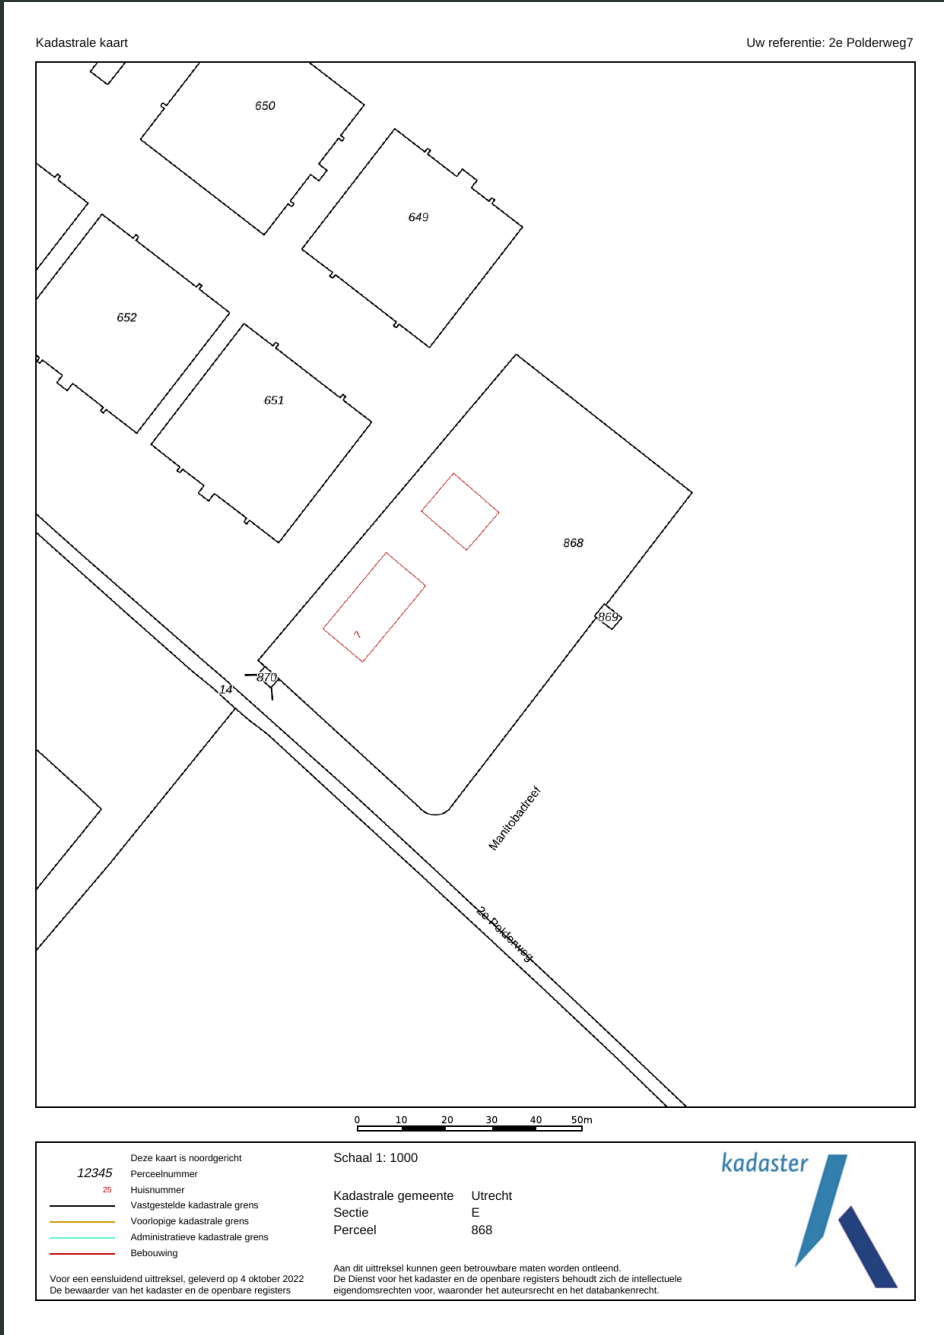 Kadastrale kaart
Uw referentie: 2e Polderweg7
650
649
652
651
868
869
7
870
14
Manitobadreef
2e Polderweg
0 10 20 30 40 50m
Deze kaart is noordgericht
12345 Perceelnummer
25 Huisnummer
Vastgestelde kadastrale grens
Voorlopige kadastrale grens
Administratieve kadastrale grens
Bebouwing
Voor een eensluidend uittreksel, geleverd op 4 oktober 2022
De bewaarder van het kadaster en de openbare registers
Schaal 1: 1000
Kadastrale gemeente Utrecht
Sectie E
Perceel 868
Aan dit uittreksel kunnen geen betrouwbare maten worden ontleend.
De Dienst voor het kadaster en de openbare registers behoudt zich de intellectuele
eigendomsrechten voor, waaronder het auteursrecht en het databankenrecht.
kadaster